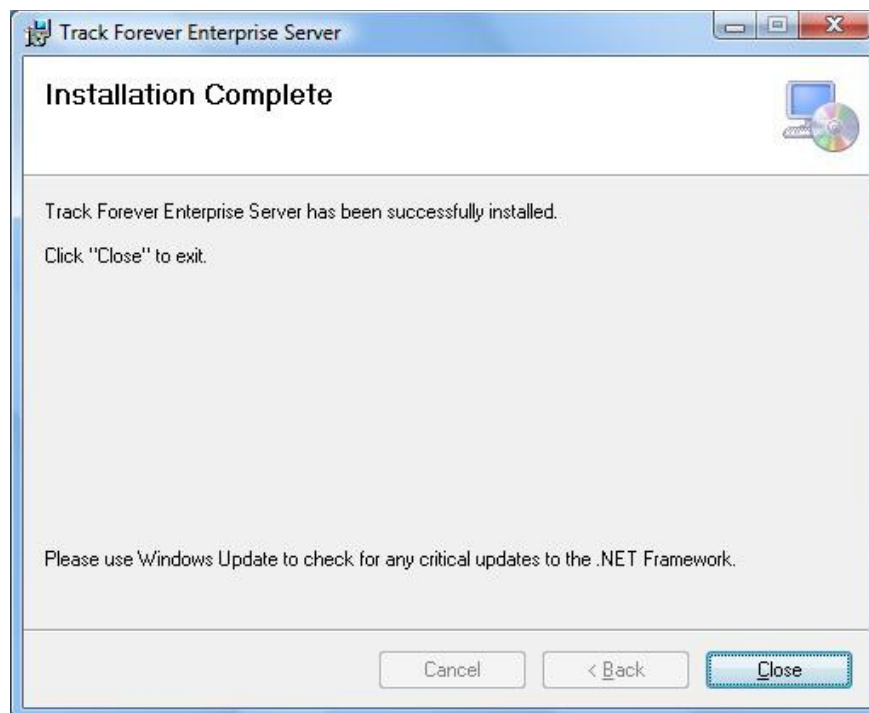 Track Forever Enterprise Server
Installation Complete
Track Forever Enterprise Server has been successfully installed.
Click "Close" to exit.
Please use Windows Update to check for any critical updates to the .NET Framework.
Cancel
< Back
Close